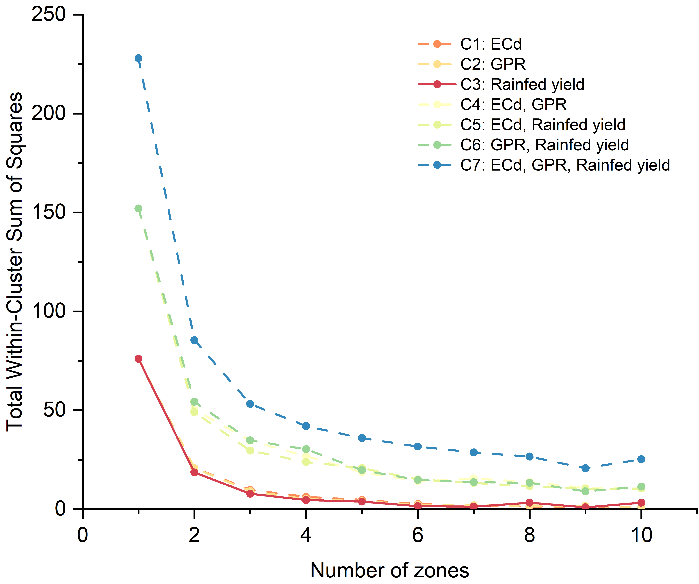 250
200
150
100
50
0
Total Within-Cluster Sum of Squares
C1: ECd
C2: GPR
C3: Rainfed yield
C4: ECd, GPR
C5: ECd, Rainfed yield
C6: GPR, Rainfed yield
C7: ECd, GPR, Rainfed yield
0 2 4 6 8 10
Number of zones